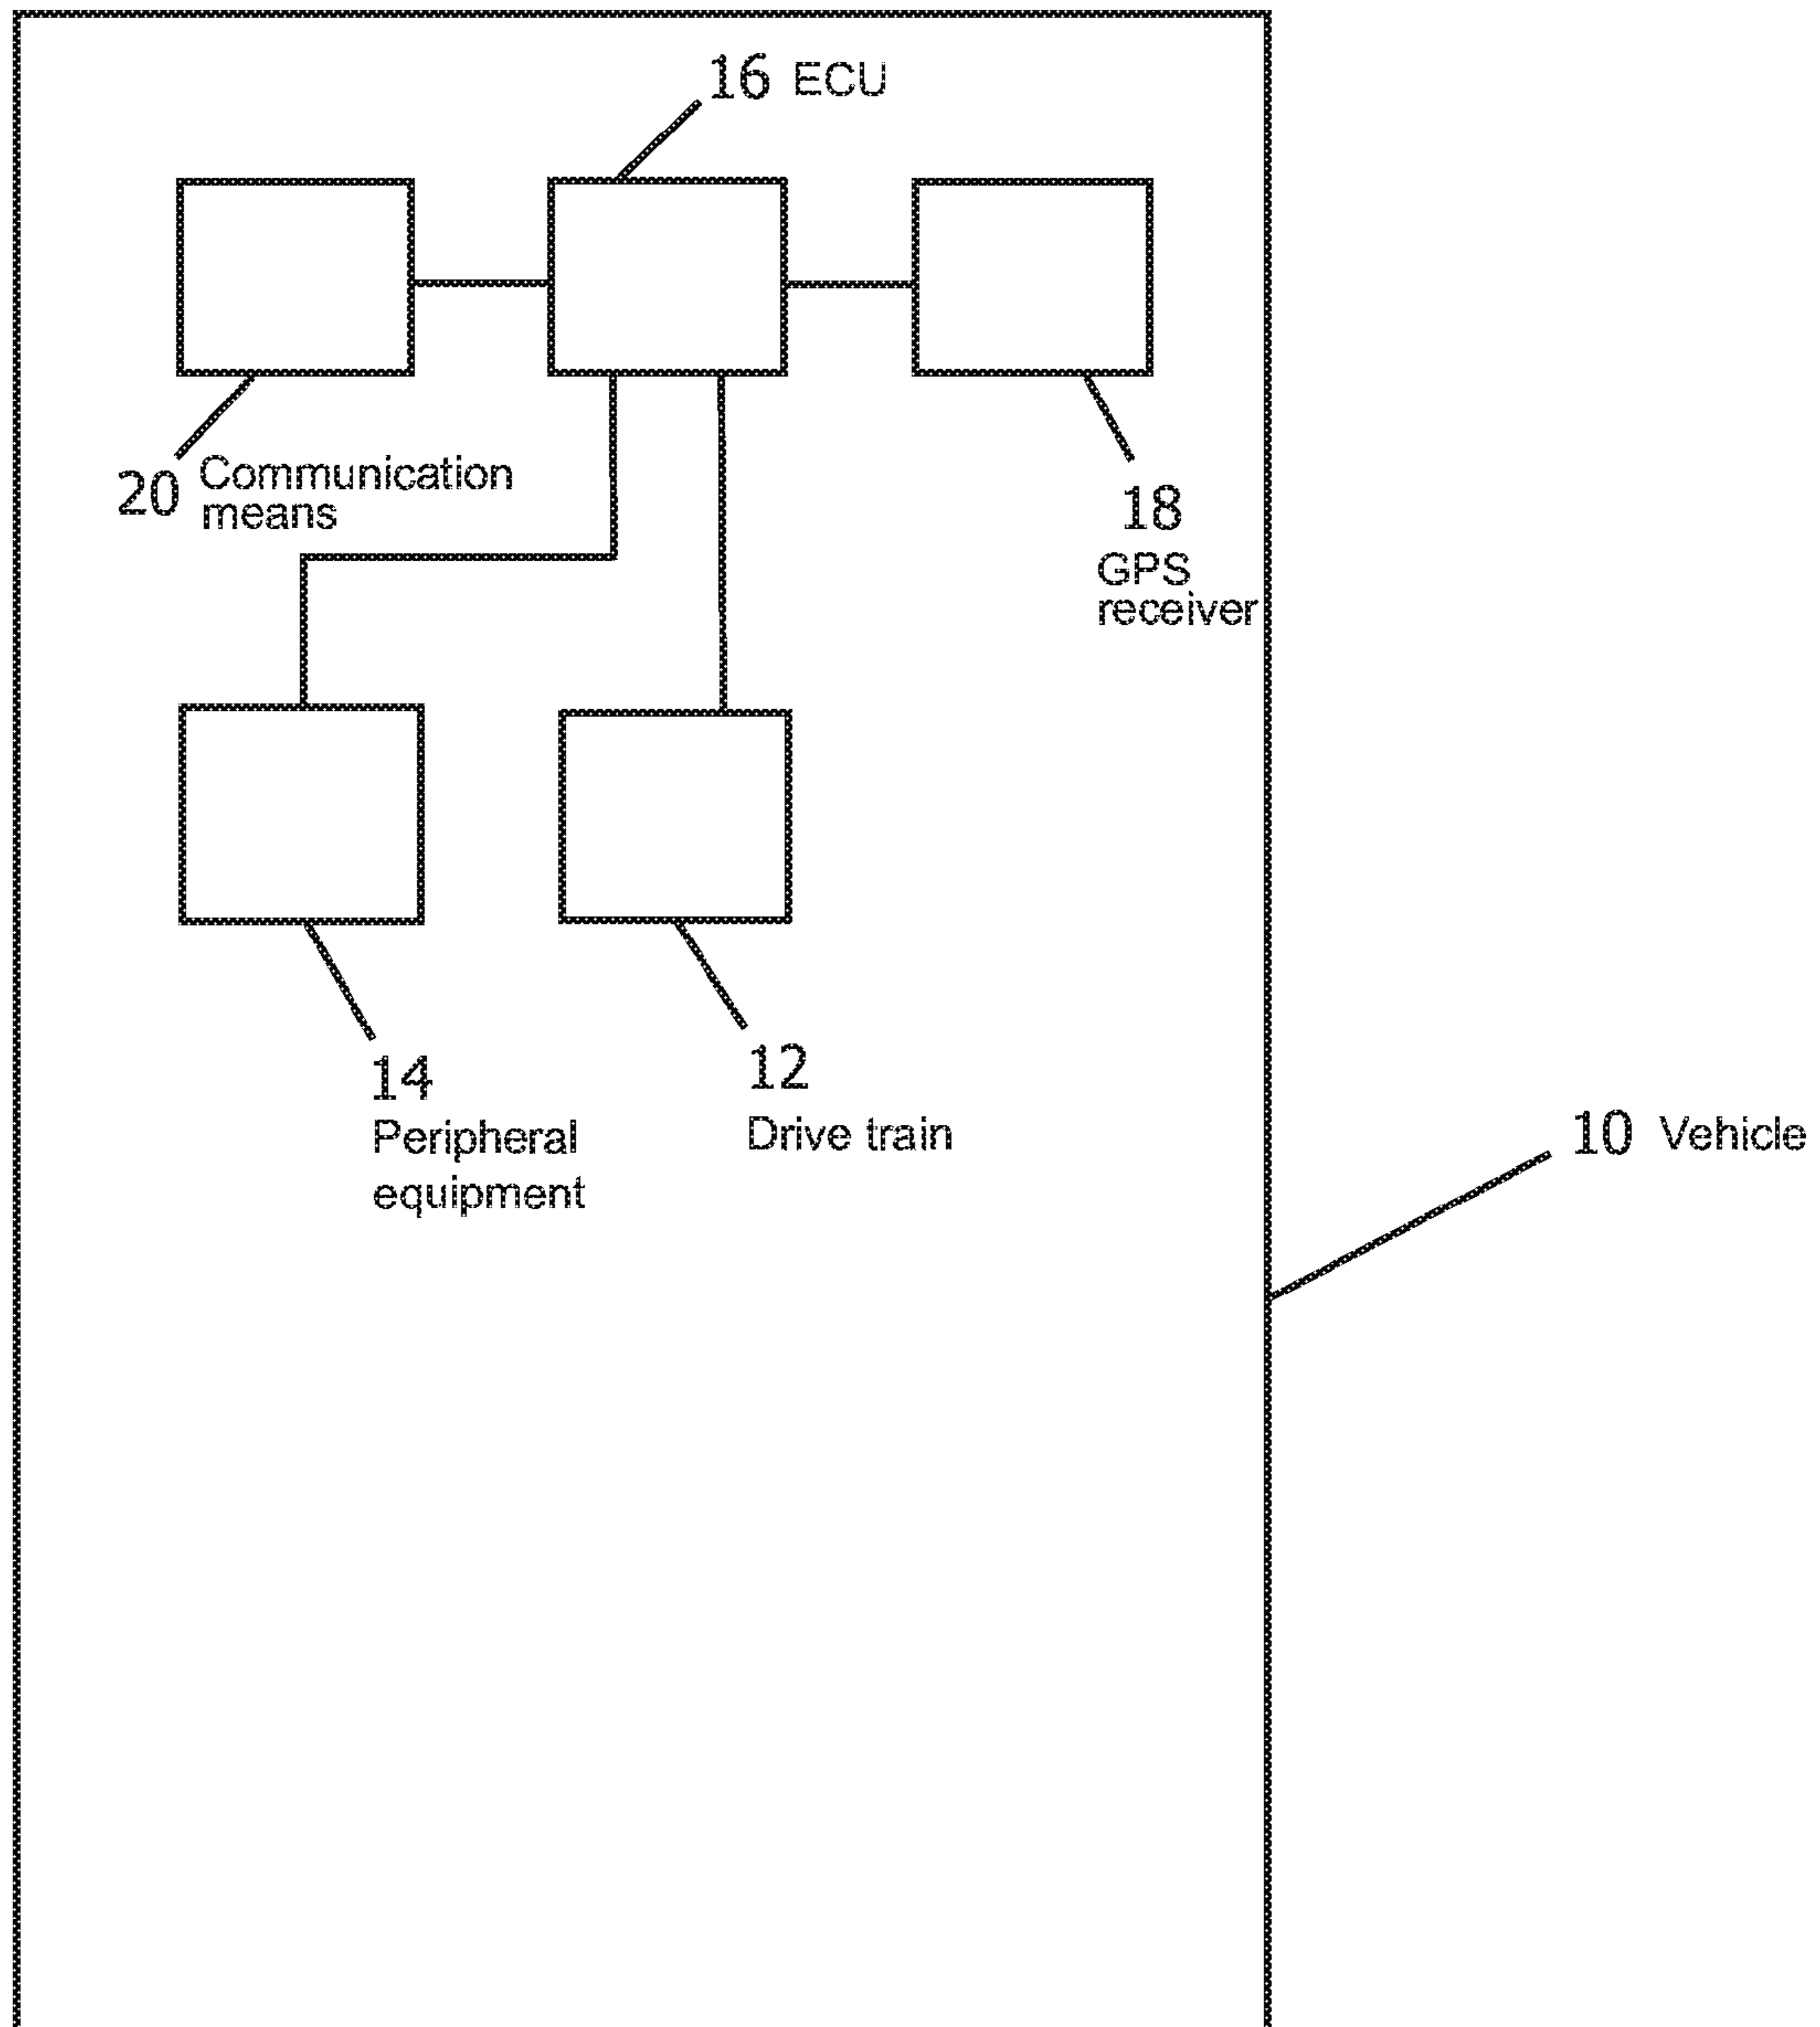 16 ECU
20 Communication
means
18
GPS
receiver
14
Peripheral
equipment
12
Drive train
10 Vehicle